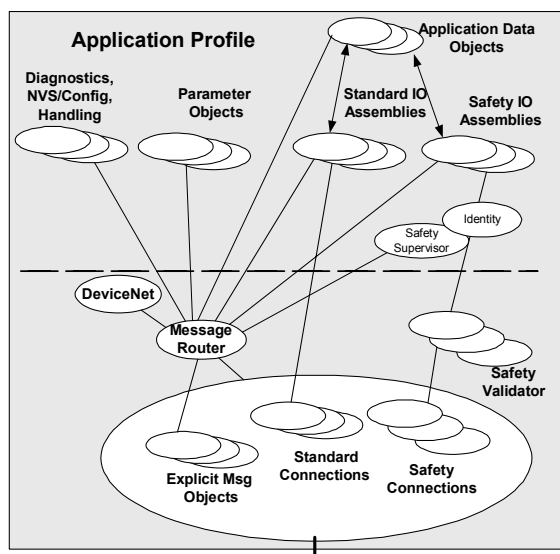 Application Profile
Application Data
Objects
Diagnostics,
NVS/Config,
Handling
Parameter
Objects
Standard IO
Assemblies
Safety IO
Assemblies
Identity
Safety
Supervisor
DeviceNet
Message
Router
Safety
Validator
Explicit Msg
Objects
Standard
Connections
Safety
Connections